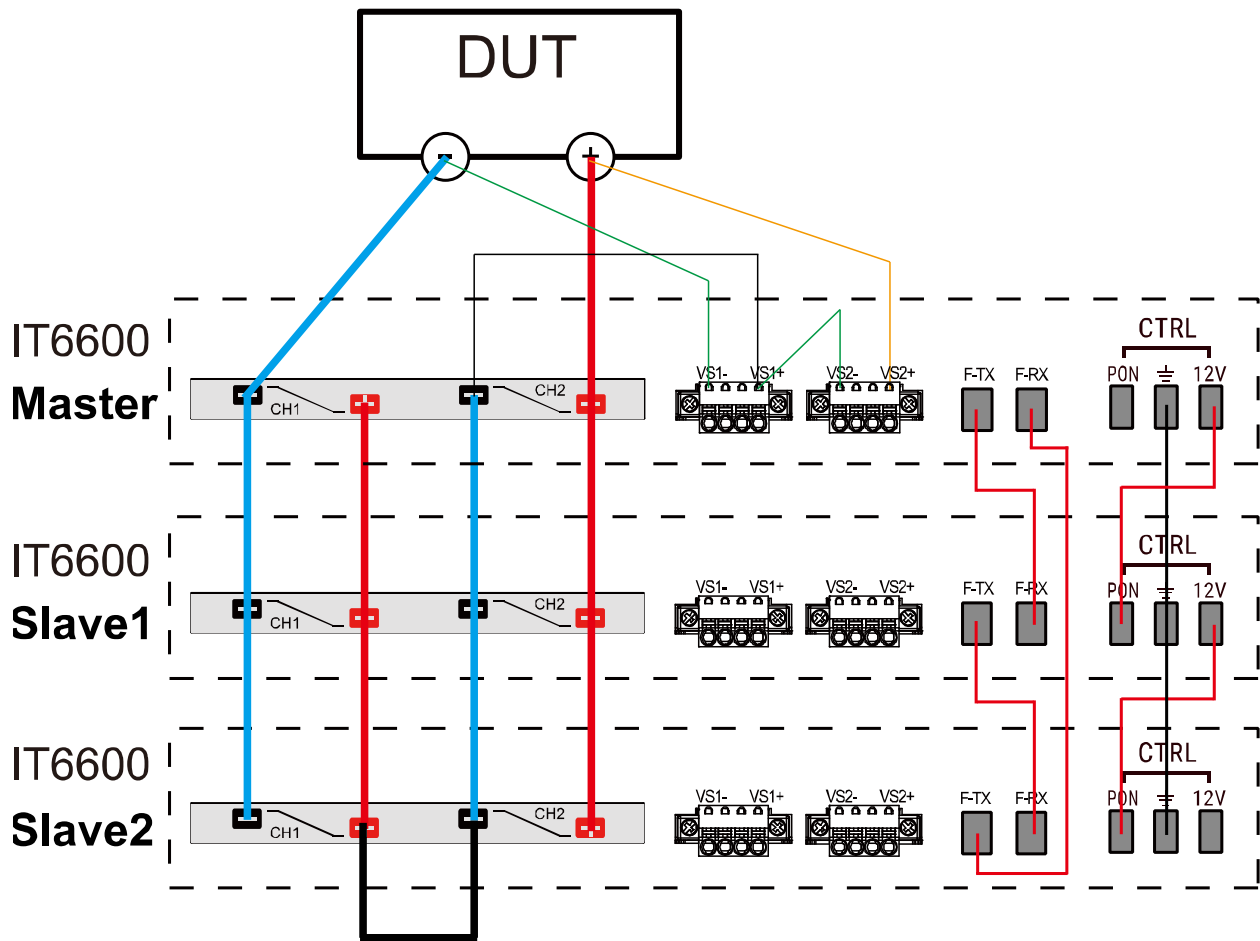 DUT
- +
IT6600
Master
CH1
CH2
VS1- VS1+
VS2- VS2+
F-TX F-RX
CTRL
PON 12V
IT6600
Slave1
CH1
CH2
VS1- VS1+
VS2- VS2+
F-TX F-RX
CTRL
PON 12V
IT6600
Slave2
CH1
CH2
VS1- VS1+
VS2- VS2+
F-TX F-RX
CTRL
PON 12V